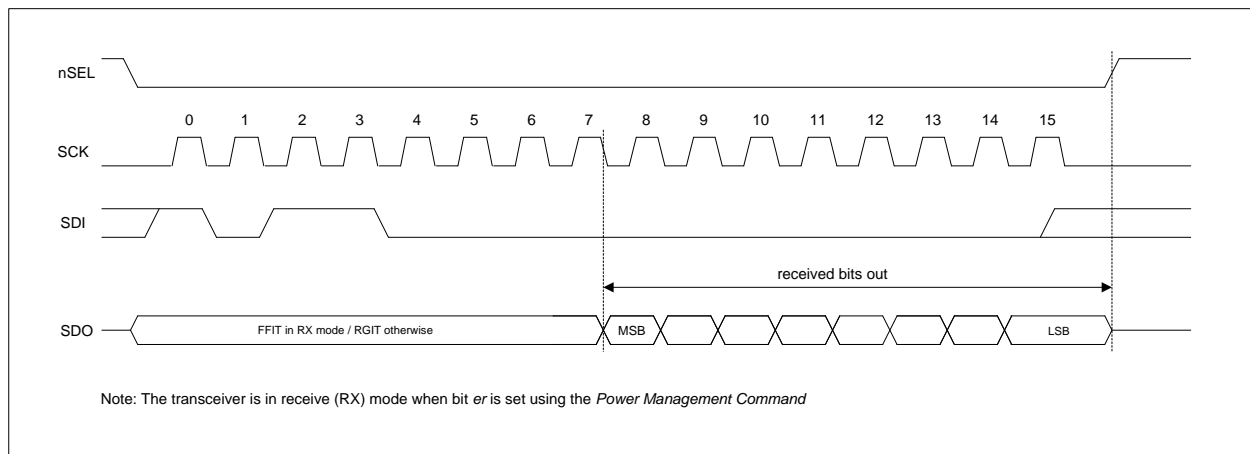 nSEL
0 1 2 3 4 5 6 7 8 9 10 11 12 13 14 15
SCK
SDI
received bits out
SDO
FFIT in RX mode / RGIT otherwise
MSB
LSB
Note: The transceiver is in receive (RX) mode when bit er is set using the Power Management Command